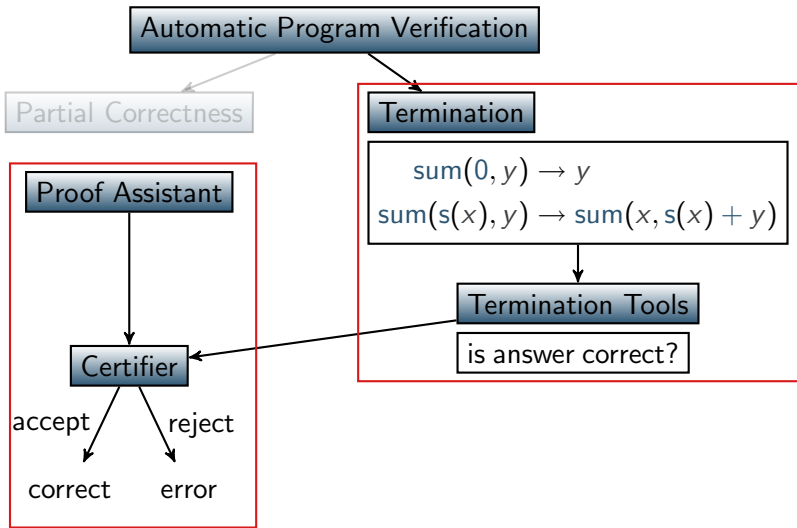 Automatic Program Verification
Partial Correctness
Termination
sum(0, y) → y
sum(s(x), y) → sum(x, s(x) + y)
Proof Assistant
Termination Tools
is answer correct?
Certifier
accept
reject
correct
error